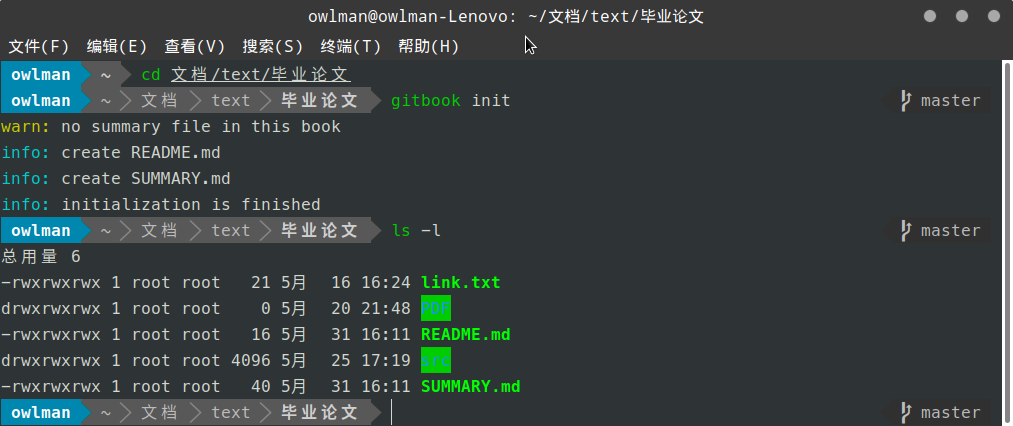 owlman@owlman-Lenovo: ~/文档/text/毕业论文
文件(F) 编辑(E) 查看(V) 搜索(S) 终端(T) 帮助(H)
owlman ~ cd 文档/text/毕业论文
owlman ~ 文档 text 毕业论文 gitbook init master
warn: no summary file in this book
info: create README.md
info: create SUMMARY.md
info: initialization is finished
owlman ~ 文档 text 毕业论文 ls -l master
总用量 6
-rwxrwxrwx 1 root root 21 5月 16 16:24 link.txt
drwxrwxrwx 1 root root 0 5月 20 21:48 PDF
-rwxrwxrwx 1 root root 16 5月 31 16:11 README.md
drwxrwxrwx 1 root root 4096 5月 25 17:19 src
-rwxrwxrwx 1 root root 40 5月 31 16:11 SUMMARY.md
owlman ~ 文档 text 毕业论文 master